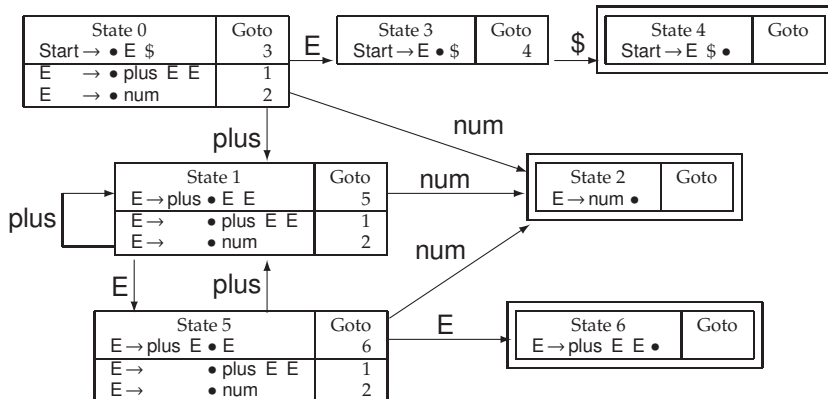 State 0 Goto
Start → • E $ 3
E → • plus E E 1
E → • num 2
E
State 3 Goto
Start → E • $ 4
$
State 4 Goto
Start → E $ •
plus
num
State 1 Goto
E → plus • E E 5
E → • plus E E 1
E → • num 2
plus
num
State 2 Goto
E → num •
E
plus
num
State 5 Goto
E → plus E • E 6
E → • plus E E 1
E → • num 2
E
State 6 Goto
E → plus E E •